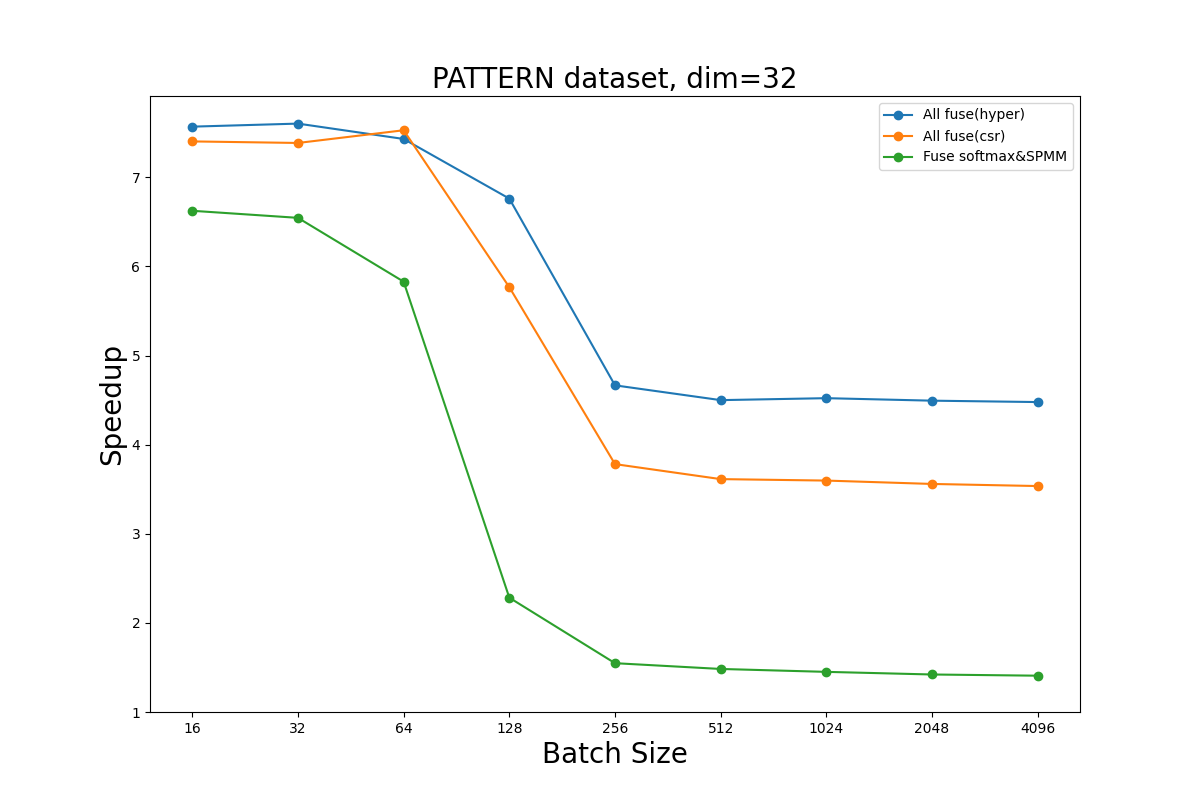 PATTERN dataset, dim=32
All fuse(hyper)
All fuse(csr)
Fuse softmax&SPMM
Speedup
7
6
5
4
3
2
1
16 32 64 128 256 512 1024 2048 4096
Batch Size